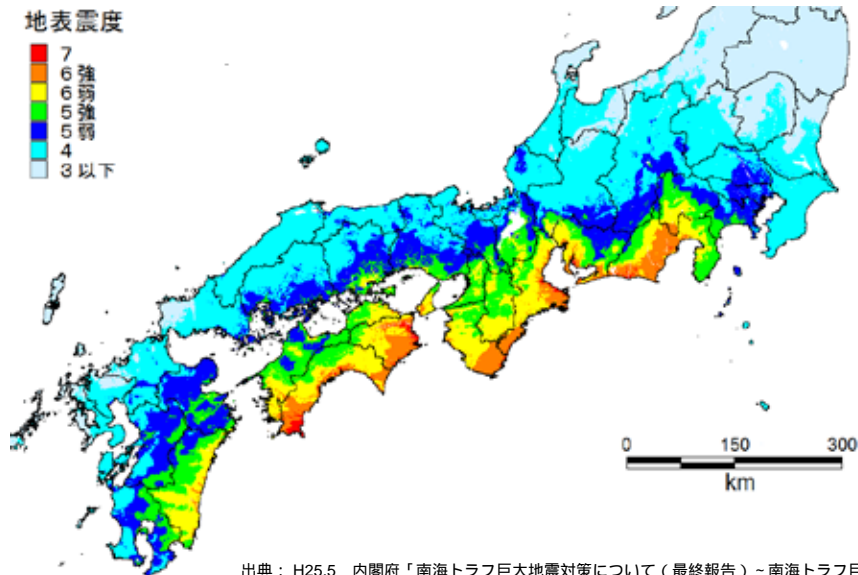 地表震度
7
6強
6弱
5強
5弱
4
3以下
0 150 300
km
出典： H25.5 内閣府「南海トラフ巨大地震対策について（最終報告）~南海トラフ巨